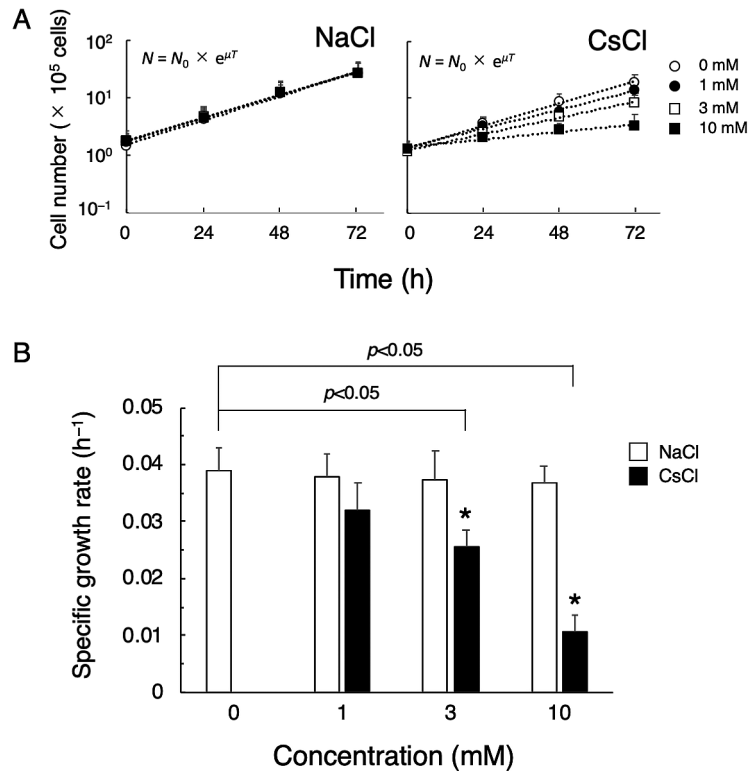 A
Cell number ( × 10⁵ cells)
10²
10¹
10⁰
10⁻¹
N = N₀ × e^μT
NaCl
0 24 48 72
N = N₀ × e^μT
CsCl
0 24 48 72
0 mM
1 mM
3 mM
10 mM
Time (h)
B
p<0.05
p<0.05
Specific growth rate (h⁻¹)
0.05
0.04
0.03
0.02
0.01
0
*
*
NaCl
CsCl
0 1 3 10
Concentration (mM)